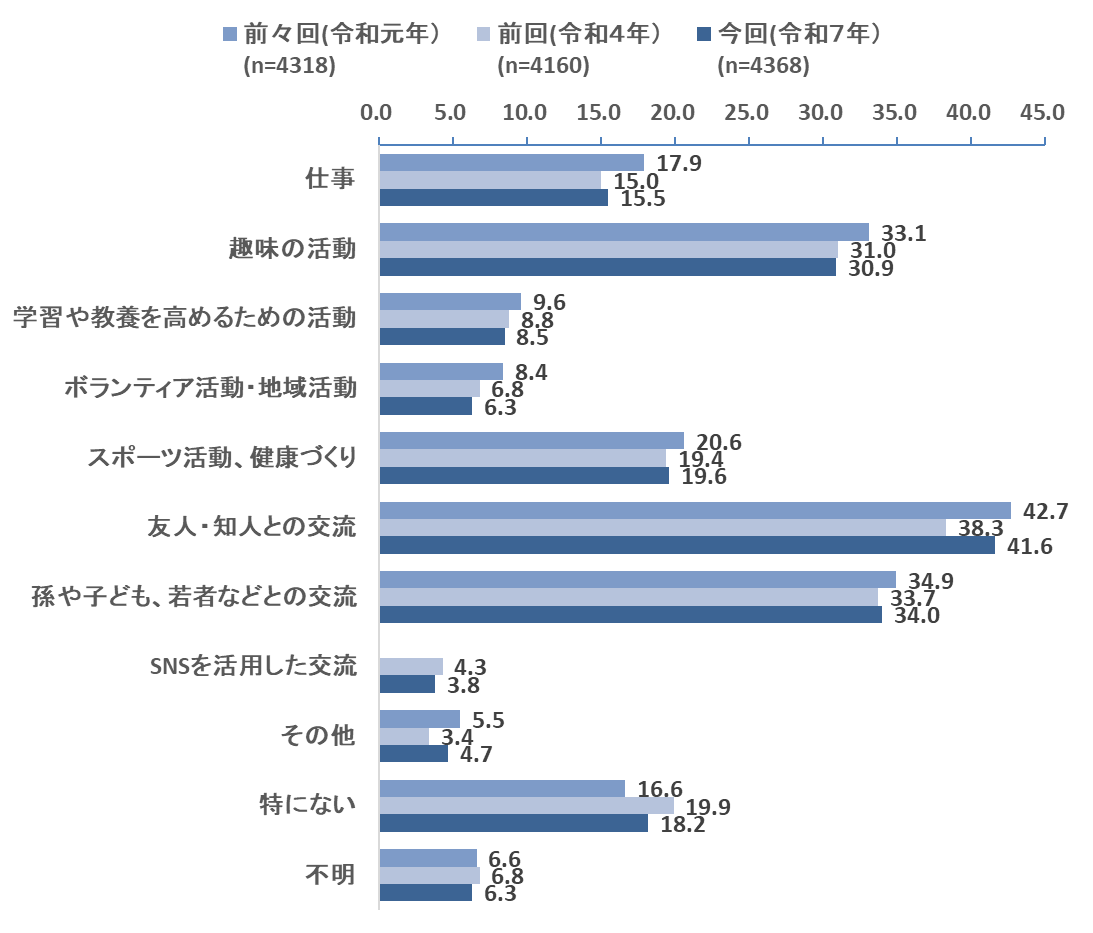 前々回(令和元年) 前回(令和４年) 今回(令和７年)
(n=4318) (n=4160) (n=4368)
0.0 5.0 10.0 15.0 20.0 25.0 30.0 35.0 40.0 45.0
仕事 17.9
15.0
15.5
趣味の活動 33.1
31.0
30.9
学習や教養を高めるための活動 9.6
8.8
8.5
ボランティア活動・地域活動 8.4
6.8
6.3
スポーツ活動、健康づくり 20.6
19.4
19.6
友人・知人との交流 42.7
38.3
41.6
孫や子ども、若者などとの交流 34.9
33.7
34.0
SNSを活用した交流 4.3
3.8
その他 5.5
3.4
4.7
特にない 16.6
19.9
18.2
不明 6.6
6.8
6.3